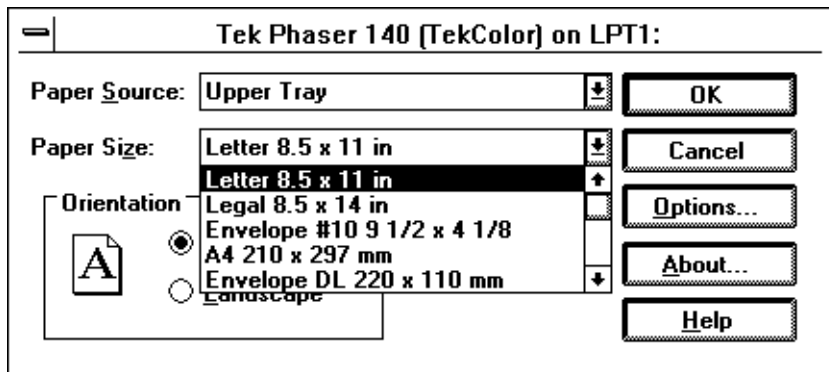 Tek Phaser 140 (TekColor) on LPT1:
Paper Source: Upper Tray
OK
Paper Size: Letter 8.5 x 11 in
Cancel
Letter 8.5 x 11 in
Legal 8.5 x 14 in
Envelope #10 9 1/2 x 4 1/8
A4 210 x 297 mm
Envelope DL 220 x 110 mm
Orientation
A
Landscape
Options...
About...
Help